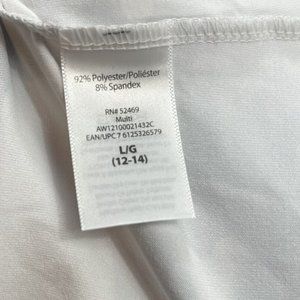 92% Polyester/Poliéster
8% Spandex
RN# 52469
Multi
AW12100021432C
EAN/UPC 7 6125326579
L/G
(12-14)